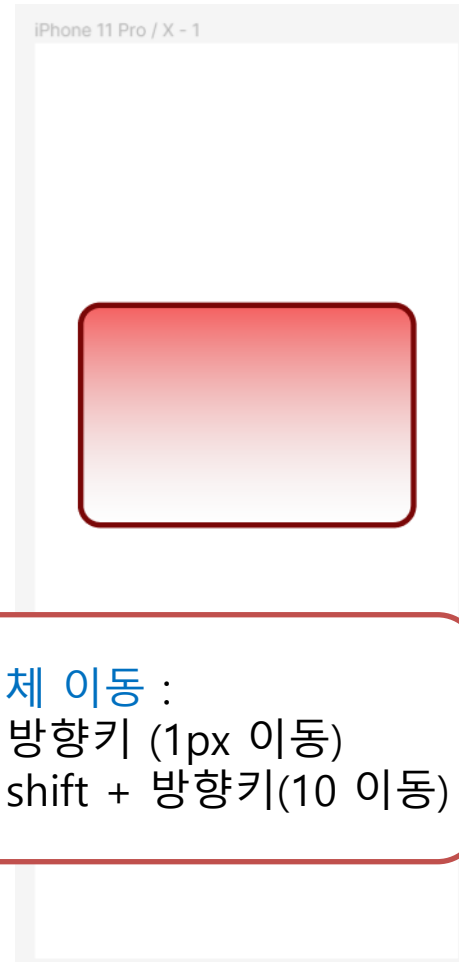 iPhone 11 Pro / X - 1
체 이동 :
방향키 (1px 이동)
shift + 방향키(10 이동)